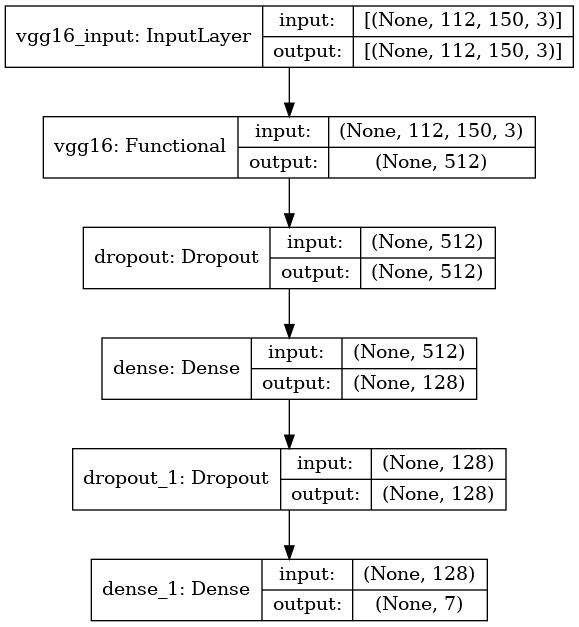 vgg16_input: InputLayer
input: [(None, 112, 150, 3)]
output: [(None, 112, 150, 3)]
vgg16: Functional
input: (None, 112, 150, 3)
output: (None, 512)
dropout: Dropout
input: (None, 512)
output: (None, 512)
dense: Dense
input: (None, 512)
output: (None, 128)
dropout_1: Dropout
input: (None, 128)
output: (None, 128)
dense_1: Dense
input: (None, 128)
output: (None, 7)